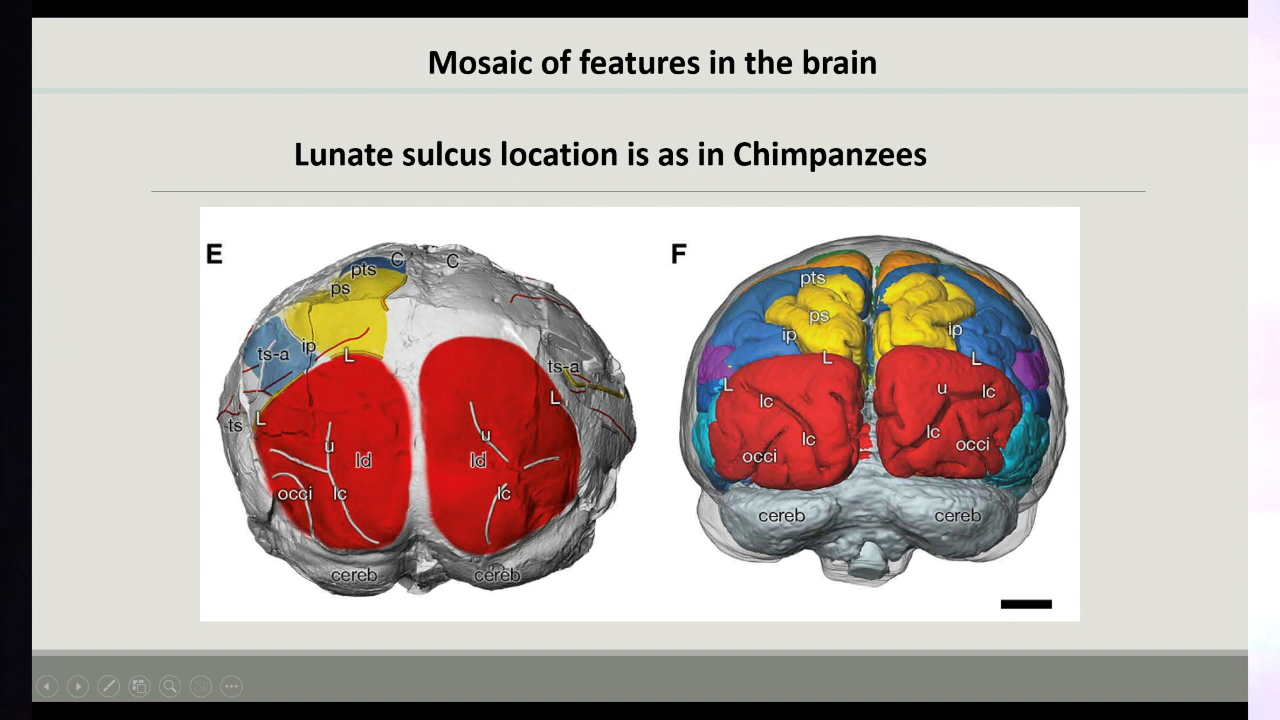 Mosaic of features in the brain
Lunate sulcus location is as in Chimpanzees
E
C
C
pts
ps
ts-a
ip
L
ts-a
L
L
ts
u
u
ld
ld
occi
lc
lc
cereb
cereb
F
pts
ps
ip
ip
L
L
L
u
lc
lc
lc
lc
occi
occi
cereb
cereb